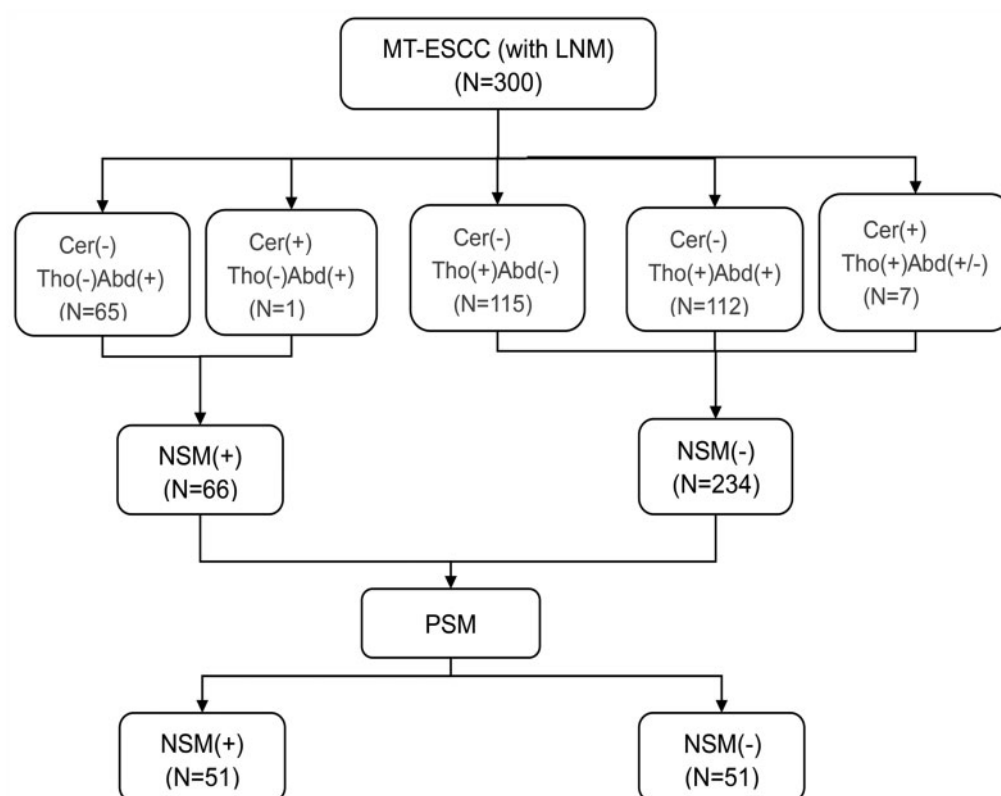 MT-ESCC (with LNM)
(N=300)
Cer(-)
Tho(-)Abd(+)
(N=65)
Cer(+)
Tho(-)Abd(+)
(N=1)
Cer(-)
Tho(+)Abd(-)
(N=115)
Cer(-)
Tho(+)Abd(+)
(N=112)
Cer(+)
Tho(+)Abd(+/-)
(N=7)
NSM(+)
(N=66)
NSM(-)
(N=234)
PSM
NSM(+)
(N=51)
NSM(-)
(N=51)